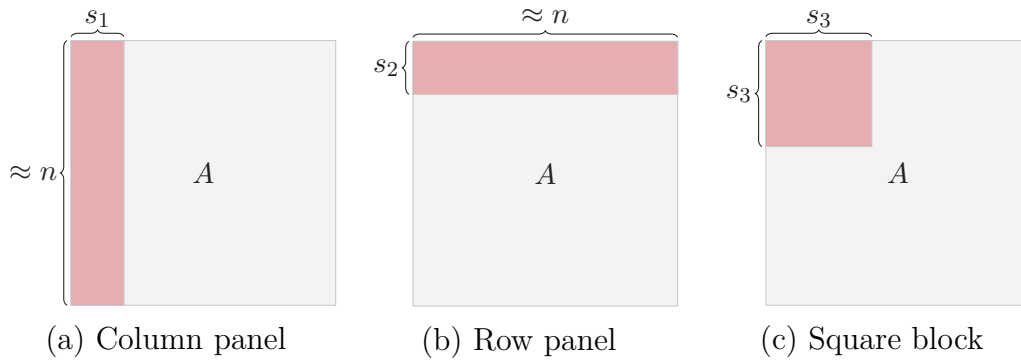 s₁
≈ n
A
(a) Column panel
≈ n
s₂
A
(b) Row panel
s₃
s₃
A
(c) Square block